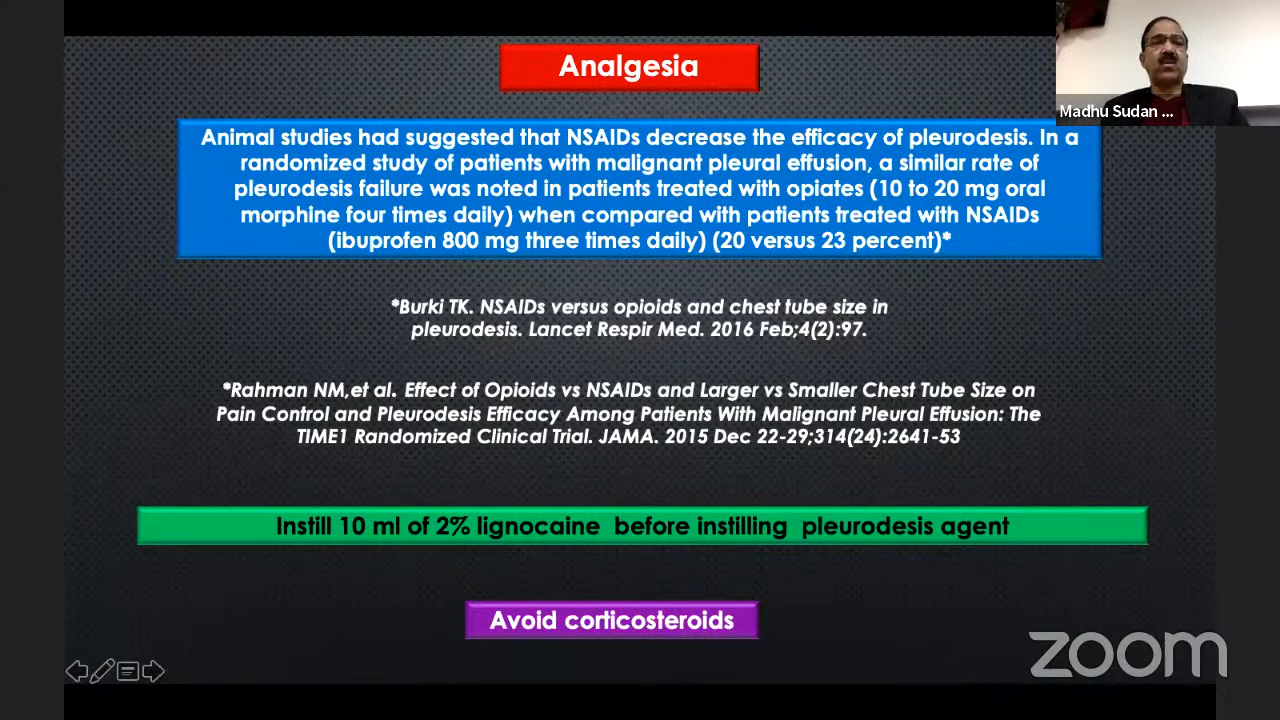 Analgesia
Madhu Sudan ...
Animal studies had suggested that NSAIDs decrease the efficacy of pleurodesis. In a
randomized study of patients with malignant pleural effusion, a similar rate of
pleurodesis failure was noted in patients treated with opiates (10 to 20 mg oral
morphine four times daily) when compared with patients treated with NSAIDs
(ibuprofen 800 mg three times daily) (20 versus 23 percent)*
*Burki TK. NSAIDs versus opioids and chest tube size in
pleurodesis. Lancet Respir Med. 2016 Feb;4(2):97.
*Rahman NM,et al. Effect of Opioids vs NSAIDs and Larger vs Smaller Chest Tube Size on
Pain Control and Pleurodesis Efficacy Among Patients With Malignant Pleural Effusion: The
TIME1 Randomized Clinical Trial. JAMA. 2015 Dec 22-29;314(24):2641-53
Instill 10 ml of 2% lignocaine before instilling pleurodesis agent
Avoid corticosteroids
zoom